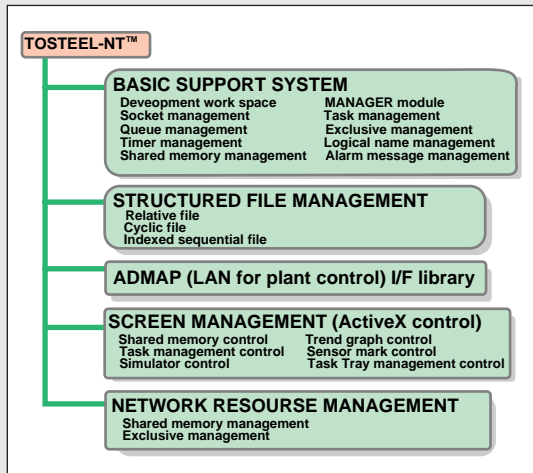 TOSTEEL-NT™
BASIC SUPPORT SYSTEM
Deveopment work space
Socket management
Queue management
Timer management
Shared memory management
MANAGER module
Task management
Exclusive management
Logical name management
Alarm message management
STRUCTURED FILE MANAGEMENT
Relative file
Cyclic file
Indexed sequential file
ADMAP (LAN for plant control) I/F library
SCREEN MANAGEMENT (ActiveX control)
Shared memory control
Task management control
Simulator control
Trend graph control
Sensor mark control
Task Tray management control
NETWORK RESOURSE MANAGEMENT
Shared memory management
Exclusive management